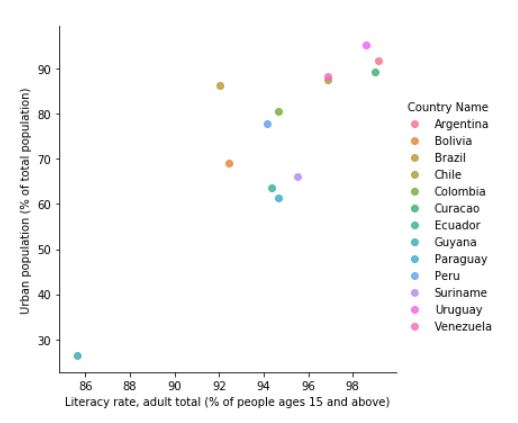 Urban population (% of total population)
90
80
70
60
50
40
30
86 88 90 92 94 96 98
Literacy rate, adult total (% of people ages 15 and above)
Country Name
Argentina
Bolivia
Brazil
Chile
Colombia
Curacao
Ecuador
Guyana
Paraguay
Peru
Suriname
Uruguay
Venezuela